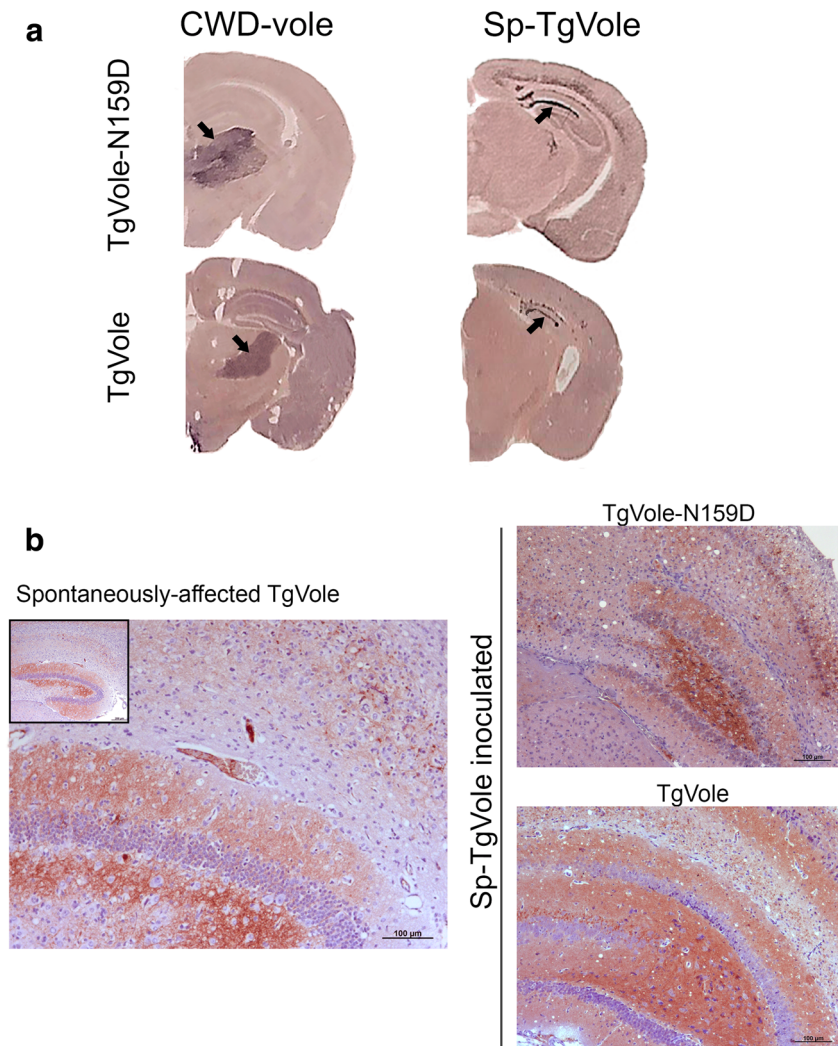 a
CWD-vole
Sp-TgVole
TgVole-N159D
TgVole
b
Spontaneously-affected TgVole
100 μm
Sp-TgVole inoculated
TgVole-N159D
100 μm
TgVole
100 μm